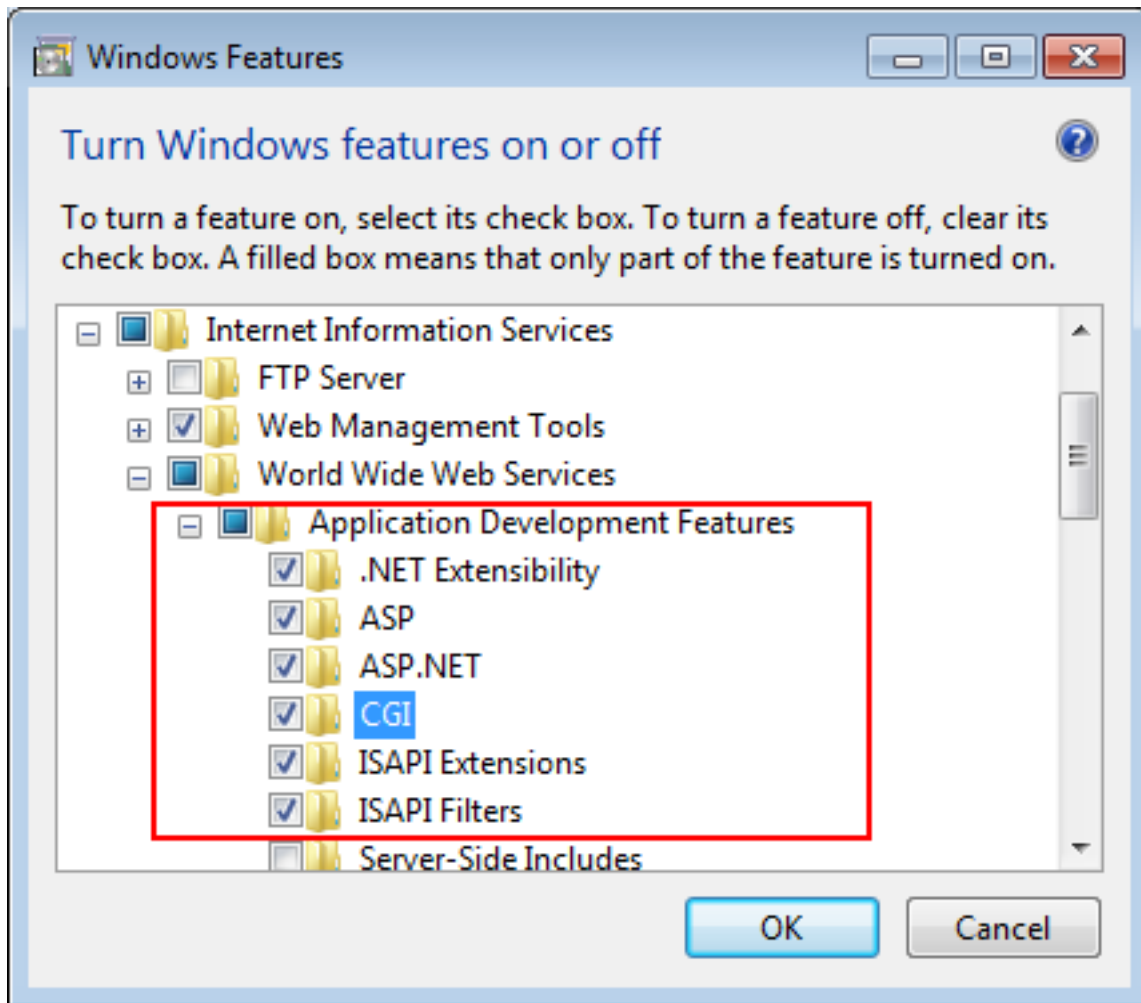 Windows Features
Turn Windows features on or off
To turn a feature on, select its check box. To turn a feature off, clear its
check box. A filled box means that only part of the feature is turned on.
Internet Information Services
FTP Server
Web Management Tools
World Wide Web Services
Application Development Features
.NET Extensibility
ASP
ASP.NET
CGI
ISAPI Extensions
ISAPI Filters
Server-Side Includes
OK Cancel